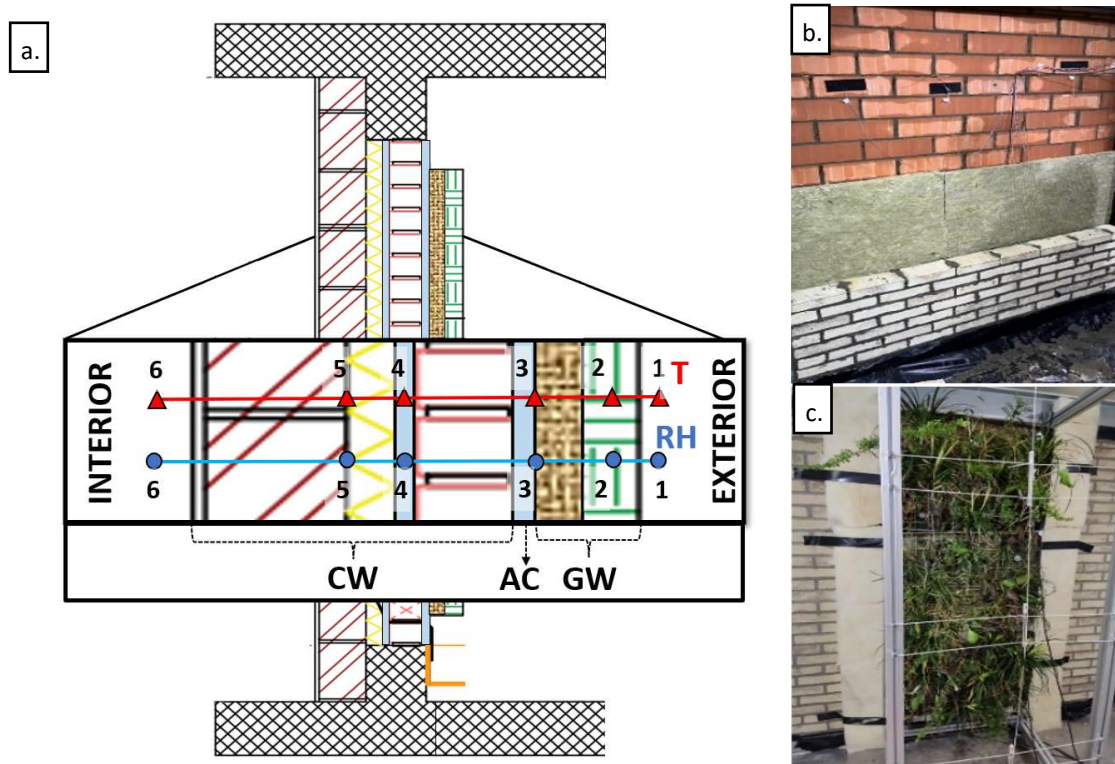 a.
b.
c.
6 5 4 3 2 1 T
INTERIOR
EXTERIOR
RH
6 5 4 3 2 1
CW AC GW